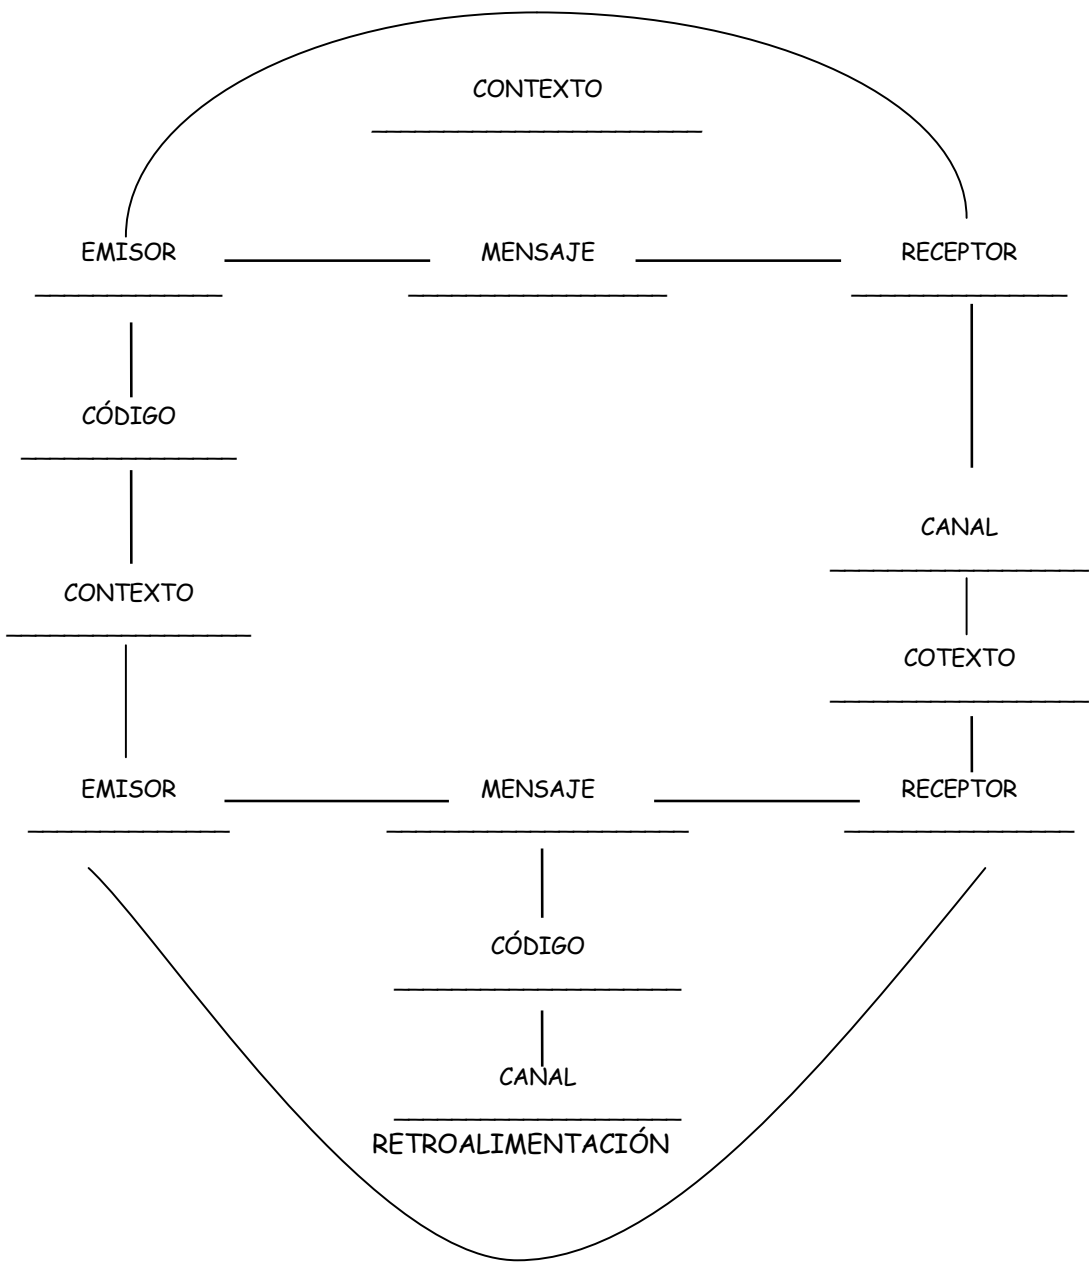 CONTEXTO
EMISOR MENSAJE RECEPTOR
CÓDIGO
CANAL
CONTEXTO
COTEXTO
EMISOR MENSAJE RECEPTOR
CÓDIGO
CANAL
RETROALIMENTACIÓN